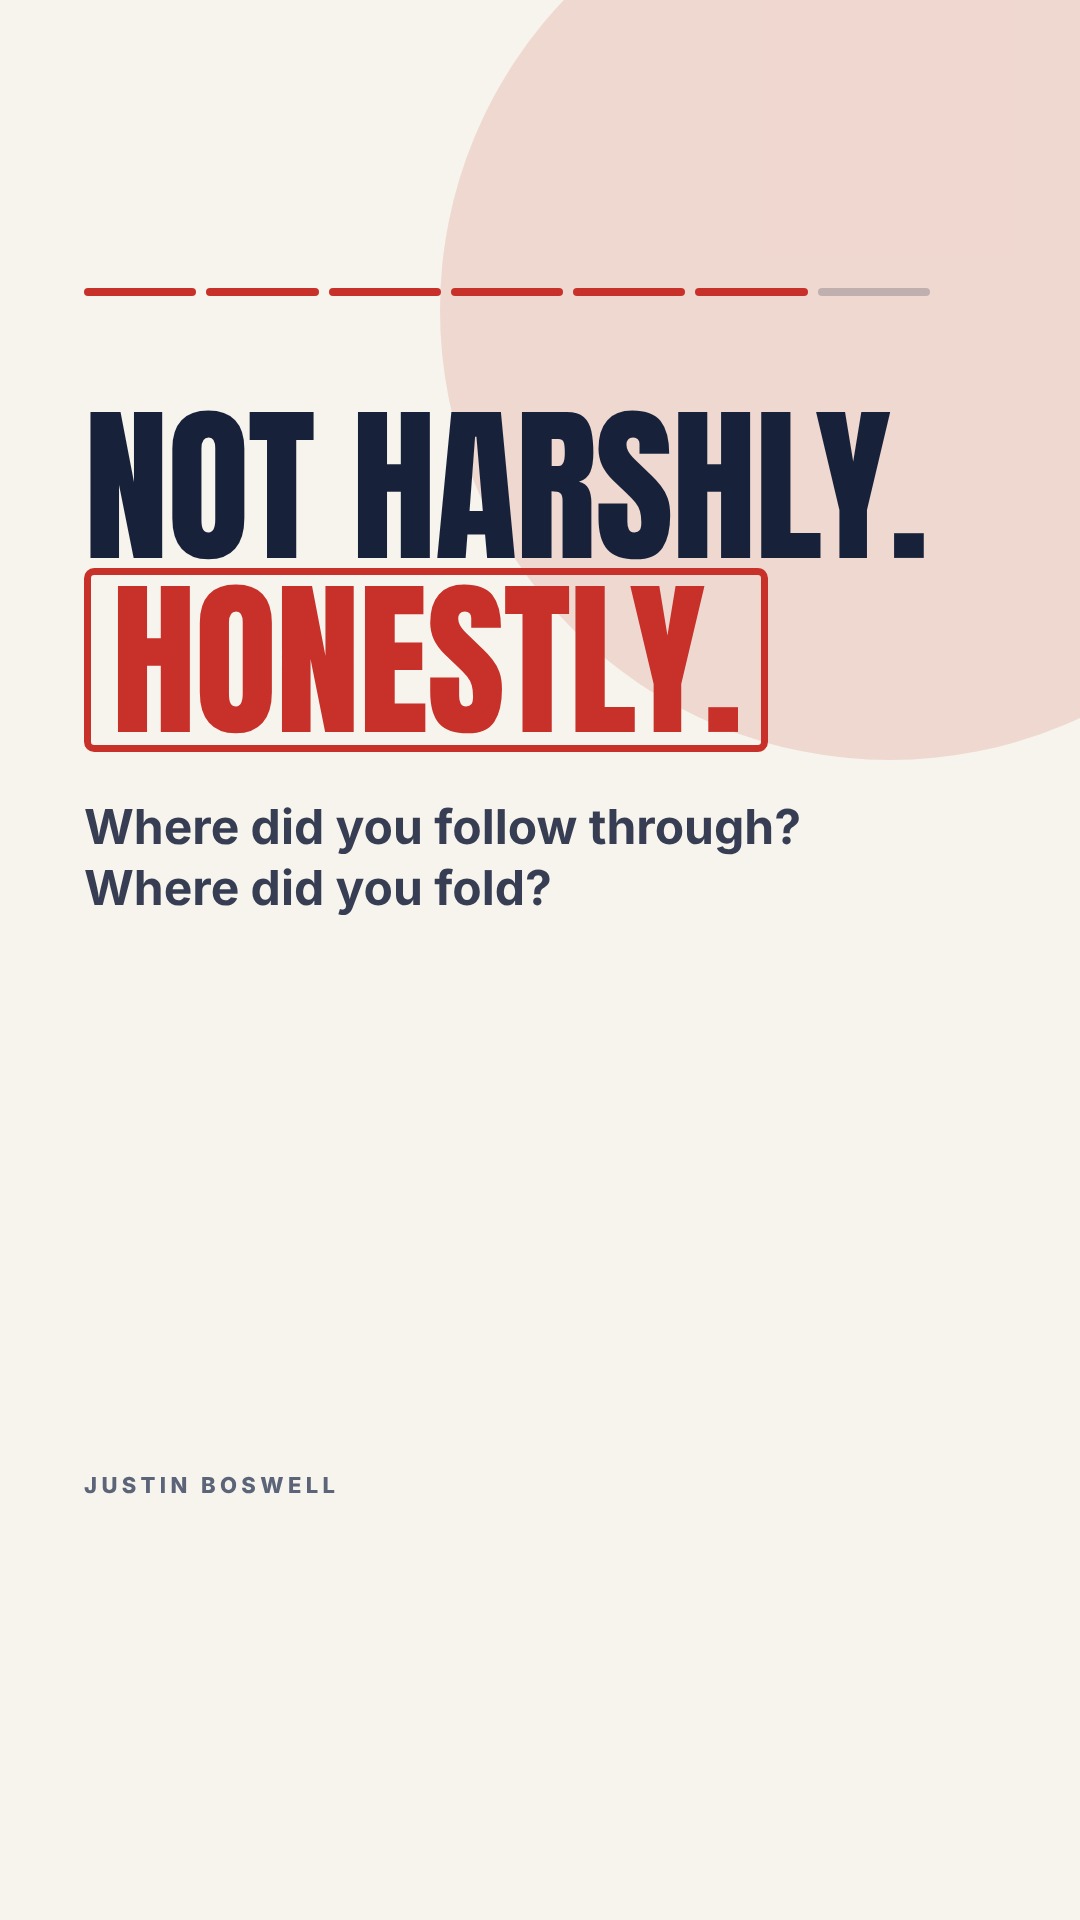 NOT HARSHLY.
HONESTLY.
Where did you follow through?
Where did you fold?
JUSTIN BOSWELL